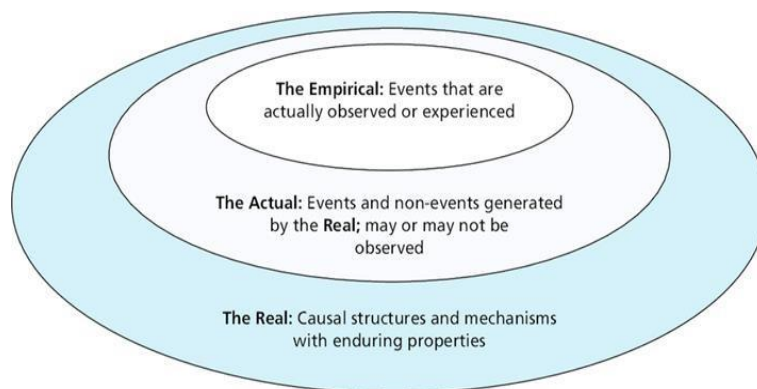 The Empirical: Events that are
actually observed or experienced
The Actual: Events and non-events generated
by the Real; may or may not be
observed
The Real: Causal structures and mechanisms
with enduring properties